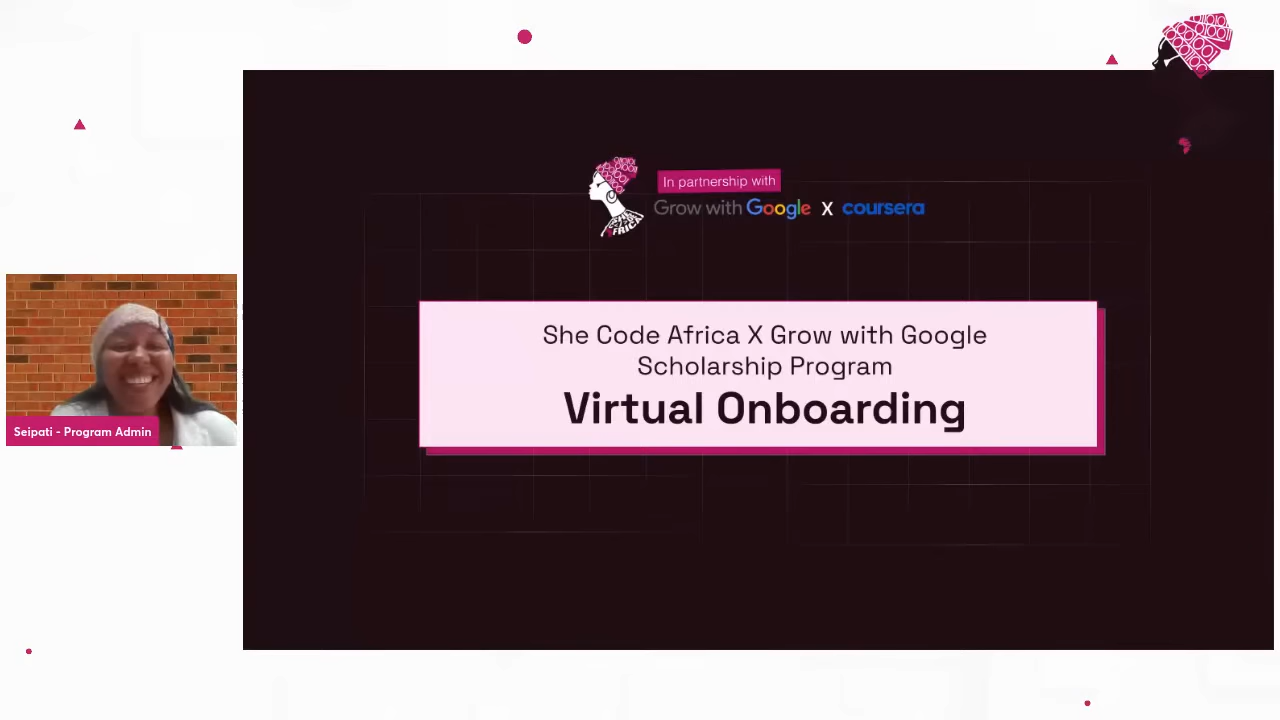 In partnership with
Grow with Google X coursera
AFRICA
She Code Africa X Grow with Google
Scholarship Program
Virtual Onboarding
Seipati - Program Admin